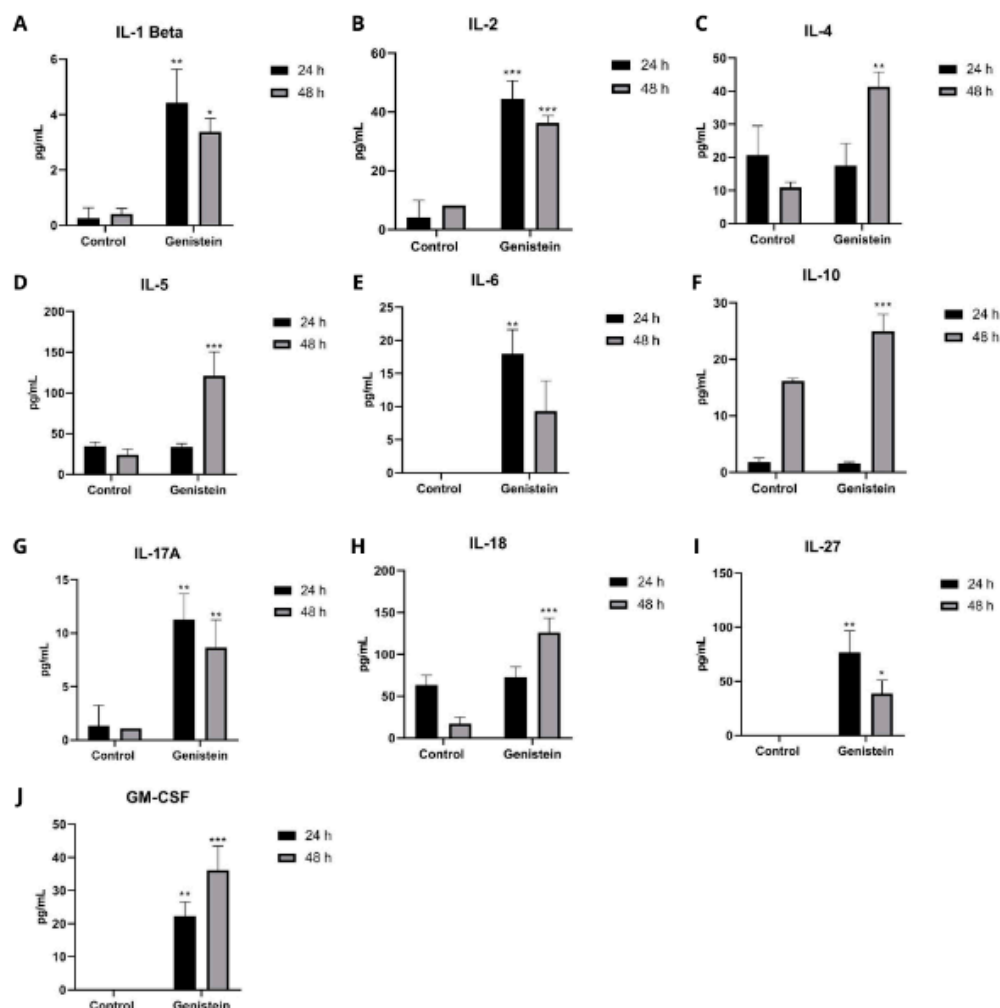 A
IL-1 Beta
**
*
pg/mL
6
4
2
0
Control
Genistein
24 h
48 h
B
IL-2
***
***
pg/mL
60
40
20
0
Control
Genistein
24 h
48 h
C
IL-4
**
pg/mL
50
40
30
20
10
0
Control
Genistein
24 h
48 h
D
IL-5
***
pg/mL
200
150
100
50
0
Control
Genistein
24 h
48 h
E
IL-6
**
pg/mL
25
20
15
10
5
0
Control
Genistein
24 h
48 h
F
IL-10
***
pg/mL
30
20
10
0
Control
Genistein
24 h
48 h
G
IL-17A
**
**
pg/mL
15
10
5
0
Control
Genistein
24 h
48 h
H
IL-18
***
pg/mL
200
150
100
50
0
Control
Genistein
24 h
48 h
I
IL-27
**
*
pg/mL
150
100
50
0
Control
Genistein
24 h
48 h
J
GM-CSF
**
***
pg/mL
50
40
30
20
10
0
Control
Genistein
24 h
48 h